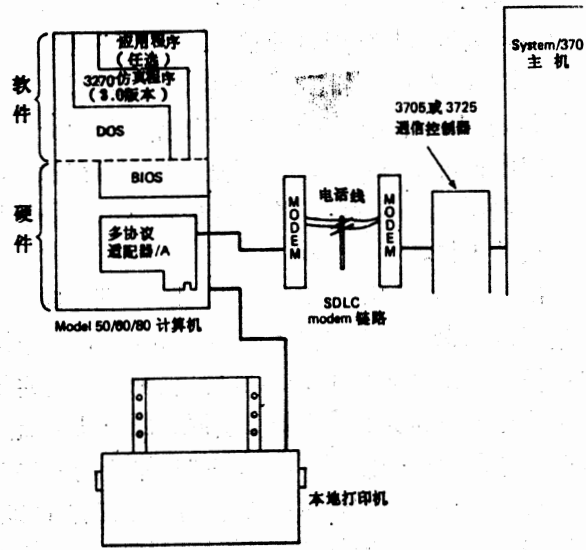 应用程序
(任选)
3270仿真程序
(3.0版本)
DOS
软件
BIOS
硬件
多协议
适配器/A
Model 50/60/80 计算机
MODEM
电话线
MODEM
SDLC
modem 链路
3705或 3725
通信控制器
System/370
主机
本地打印机